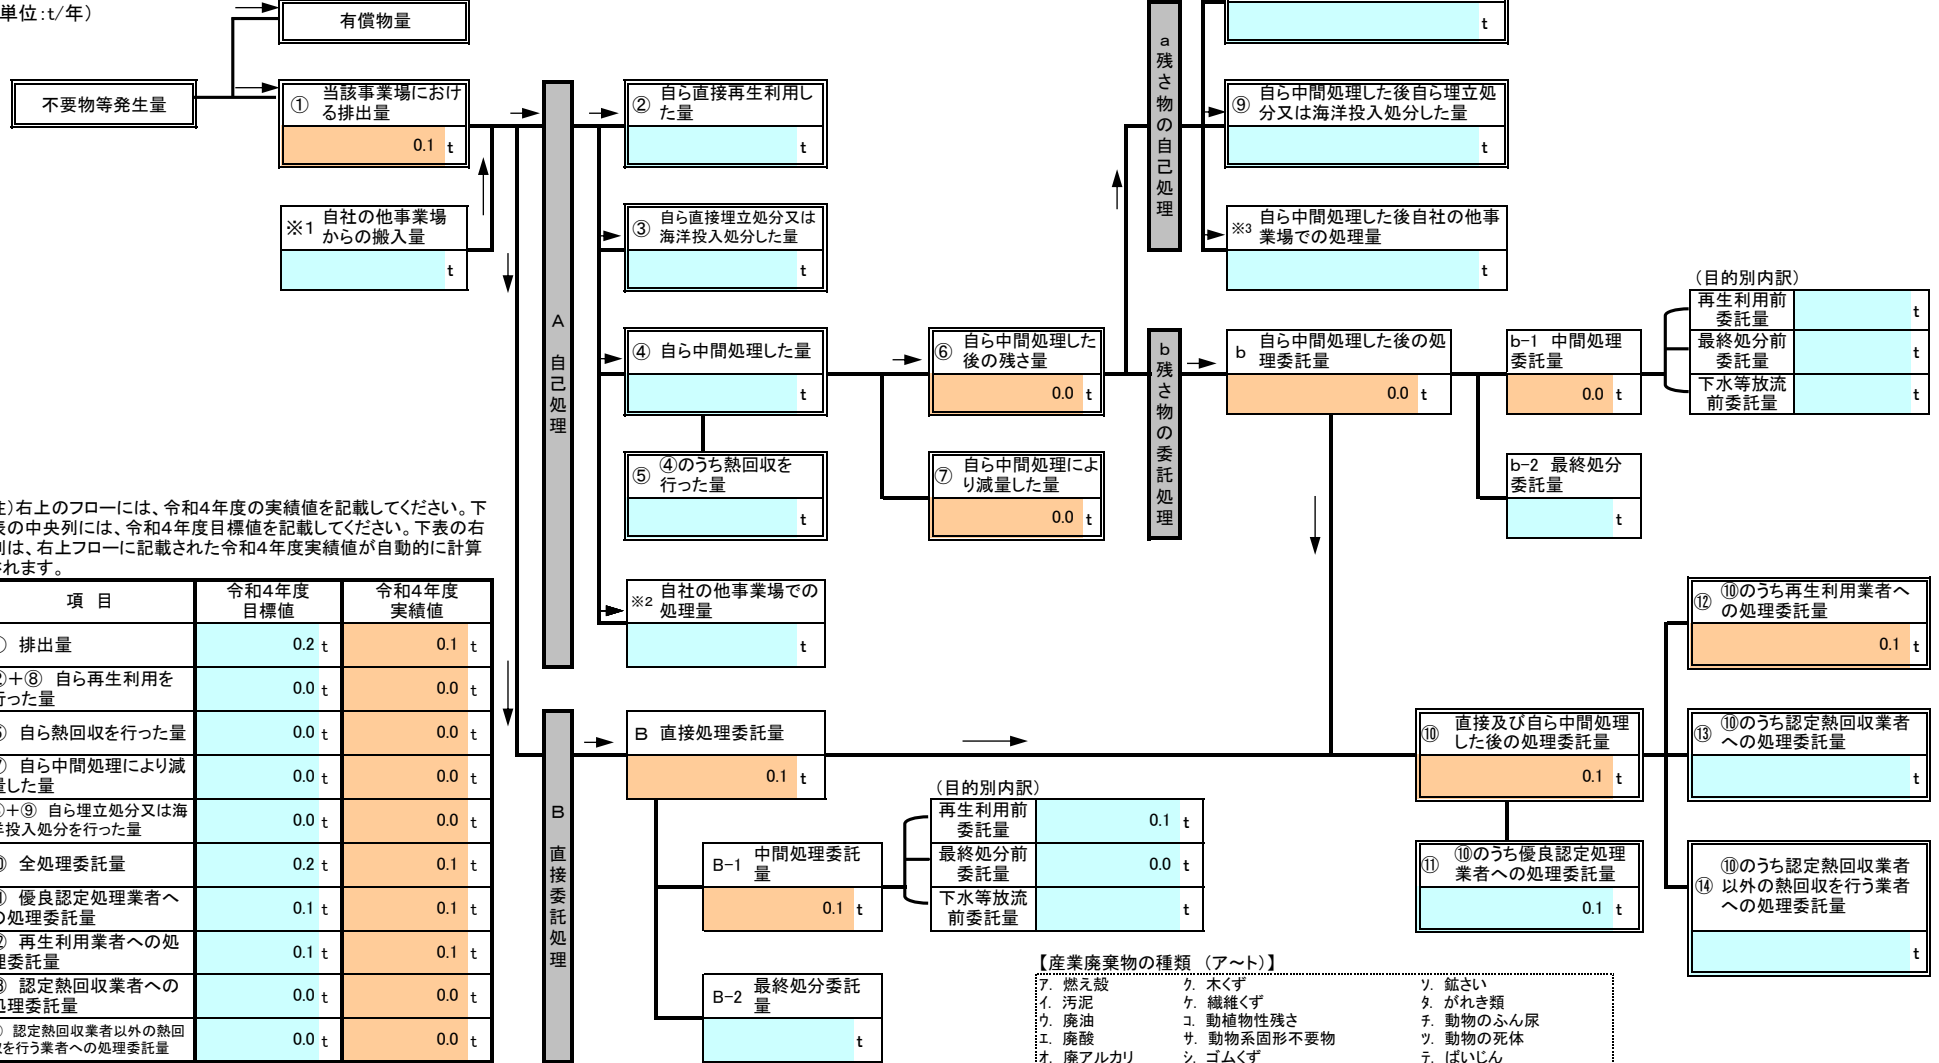 単位:t/年）
有償物量
不要物等発生量
① 当該事業場におけ
る排出量
0.1 t
※1 自社の他事業場
からの搬入量
t
A 自己処理
② 自ら直接再生利用し
た量
t
③ 自ら直接埋立処分又は
海洋投入処分した量
t
④ 自ら中間処理した量
t
⑤ ④のうち熱回収を
行った量
t
※2 自社の他事業場での
処理量
t
⑥ 自ら中間処理した
後の残さ量
0.0 t
⑦ 自ら中間処理によ
り減量した量
0.0 t
a 残さ物の自己処理
t
⑨ 自ら中間処理した後自ら埋立処
分又は海洋投入処分した量
t
※3 自ら中間処理した後自社の他事
業場での処理量
t
b 残さ物の委託処理
b 自ら中間処理した後の処
理委託量
0.0 t
b-1 中間処理
委託量
0.0 t
b-2 最終処分
委託量
t
（目的別内訳）
再生利用前
委託量
t
最終処分前
委託量
t
下水等放流
前委託量
t
注）右上のフローには、令和４年度の実績値を記載してください。下
表の中央列には、令和４年度目標値を記載してください。下表の右
列は、右上フローに記載された令和４年度実績値が自動的に計算
されます。
項 目 令和４年度
目標値 令和４年度
実績値
① 排出量 0.2 t 0.1 t
②＋⑧ 自ら再生利用を
行った量 0.0 t 0.0 t
⑤ 自ら熱回収を行った量 0.0 t 0.0 t
⑦ 自ら中間処理により減
量した量 0.0 t 0.0 t
③＋⑨ 自ら埋立処分又は海
洋投入処分を行った量 0.0 t 0.0 t
⑩ 全処理委託量 0.2 t 0.1 t
⑪ 優良認定処理業者へ
の処理委託量 0.1 t 0.1 t
⑫ 再生利用業者への処
理委託量 0.1 t 0.1 t
⑬ 認定熱回収業者への
処理委託量 0.0 t 0.0 t
⑭ 認定熱回収業者以外の熱回
収を行う業者への処理委託量 0.0 t 0.0 t
B 直接委託処理
B 直接処理委託量
0.1 t
B-1 中間処理委託
量
0.1 t
B-2 最終処分委託
量
t
（目的別内訳）
再生利用前
委託量
0.1 t
最終処分前
委託量
0.0 t
下水等放流
前委託量
t
⑩ 直接及び自ら中間処理
した後の処理委託量
0.1 t
⑪ ⑩のうち優良認定処理
業者への処理委託量
0.1 t
⑫ ⑩のうち再生利用業者へ
の処理委託量
0.1 t
⑬ ⑩のうち認定熱回収業者
への処理委託量
t
⑭ ⑩のうち認定熱回収業者
以外の熱回収を行う業者
への処理委託量
t
【産業廃棄物の種類 （ア～ト）】
ア. 燃え殻 ク. 木くず ソ. 鉱さい
イ. 汚泥 ケ. 繊維くず タ. がれき類
ウ. 廃油 コ. 動植物性残さ チ. 動物のふん尿
エ. 廃酸 サ. 動物系固形不要物 ツ. 動物の死体
オ. 廃アルカリ シ. ゴムくず テ. ばいじん